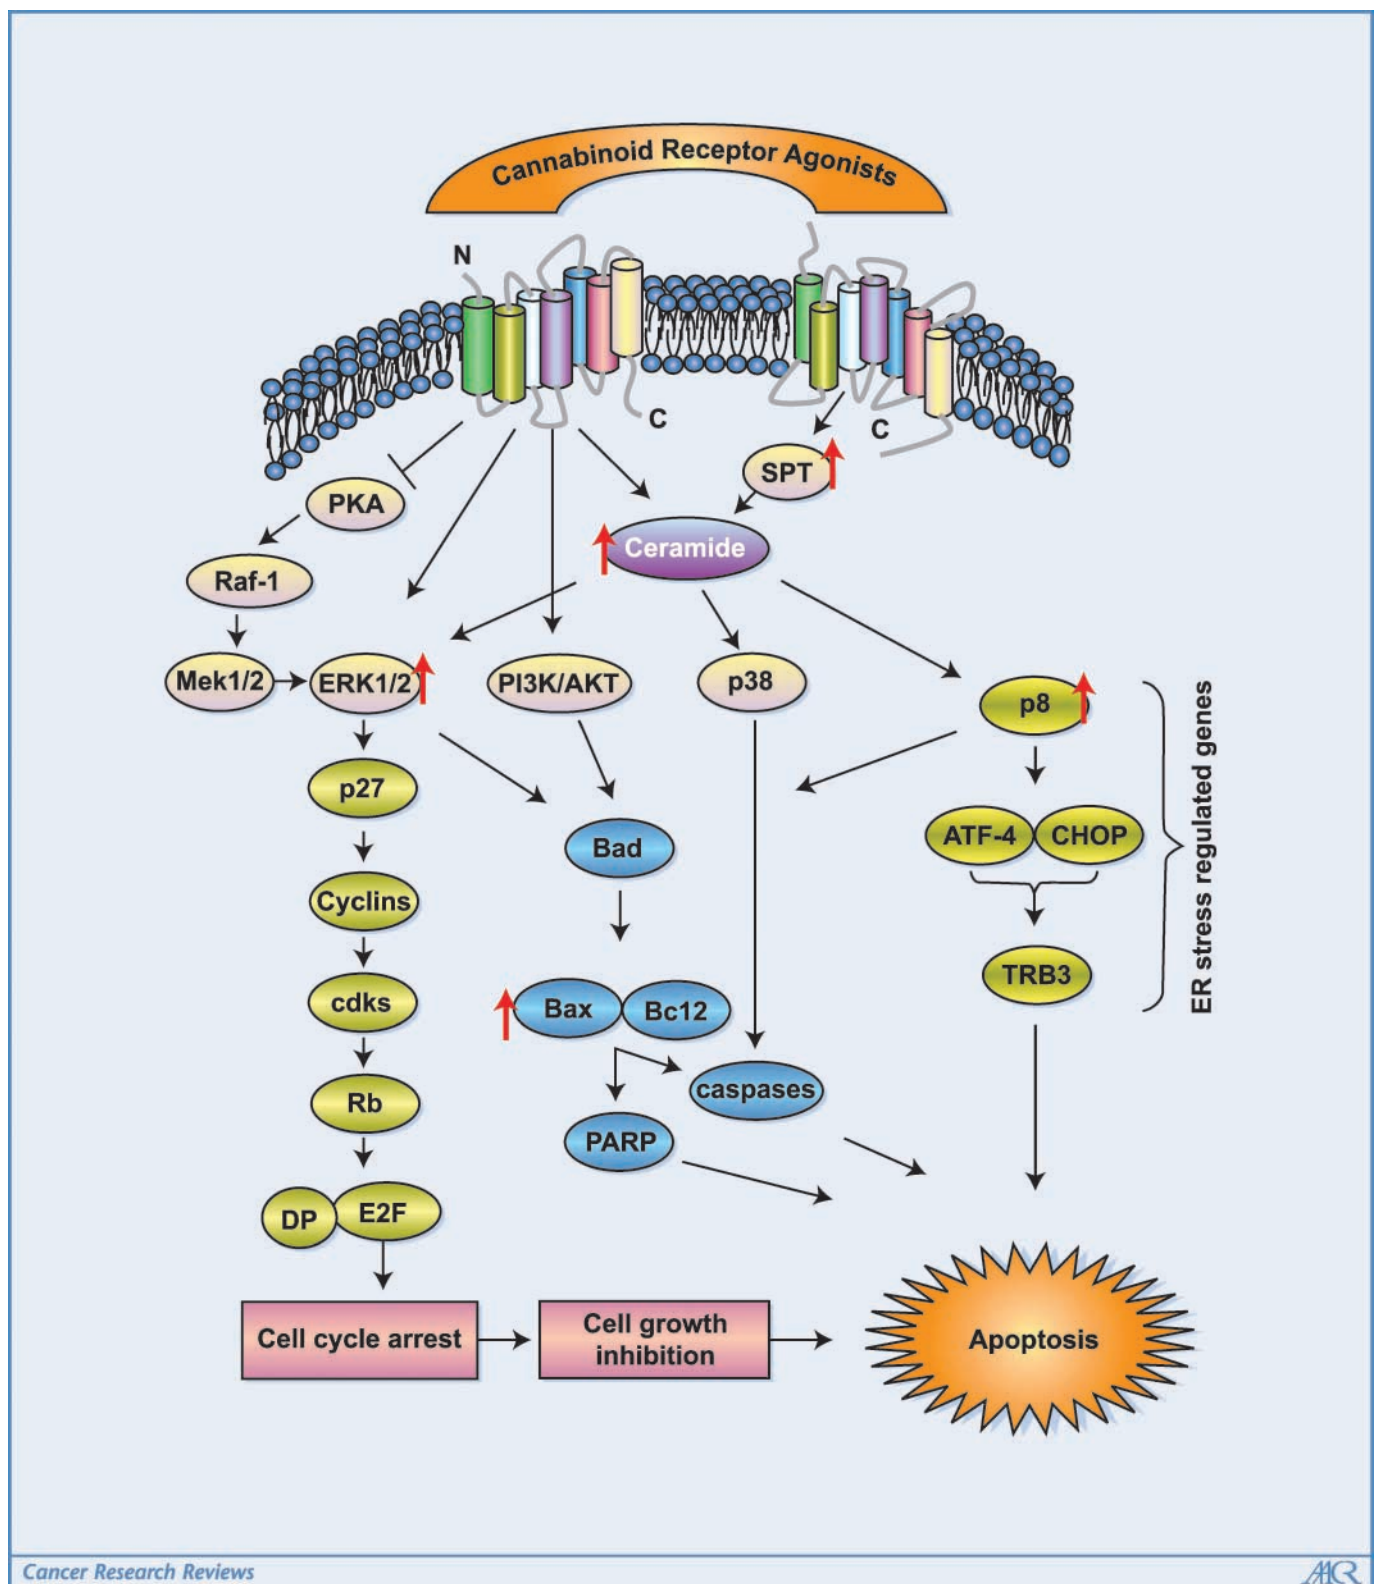 Cannabinoid Receptor Agonists
N
C
C
SPT
PKA
Ceramide
Raf-1
Mek1/2
ERK1/2
PI3K/AKT
p38
p8
p27
ATF-4
CHOP
Bad
Cyclins
TRB3
ER stress regulated genes
cdks
Bax
Bc12
caspases
Rb
PARP
DP
E2F
Cell cycle arrest
Cell growth
inhibition
Apoptosis
Cancer Research Reviews
AACR